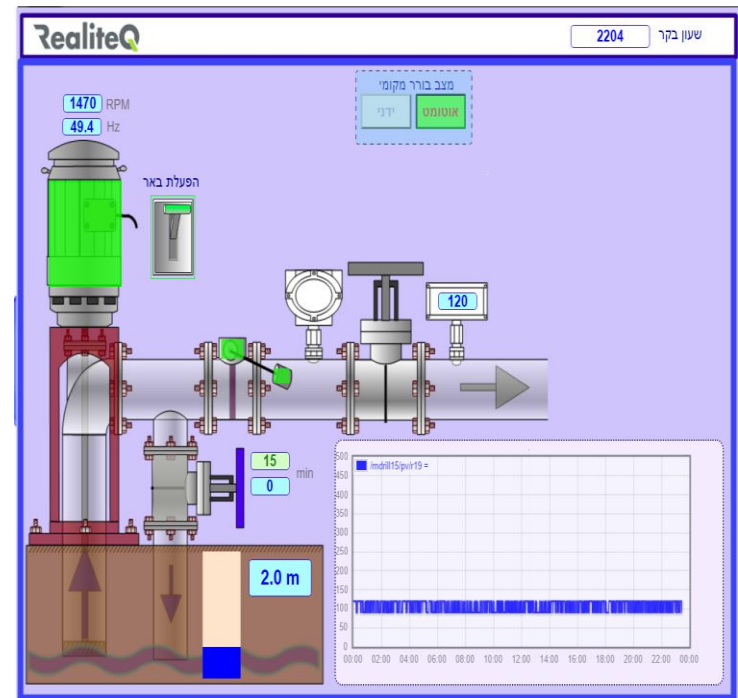 RealiteQ
שעון בקר 2204
מצב בורר מקומי
אוטומט ידני
1470 RPM
49.4 Hz
הפעלת באר
120
15
0
min
2.0 m
/mdrill15/pv/r19 =
500
450
400
350
300
250
200
150
100
50
0
00:00 02:00 04:00 06:00 08:00 10:00 12:00 14:00 16:00 18:00 20:00 22:00 00:00